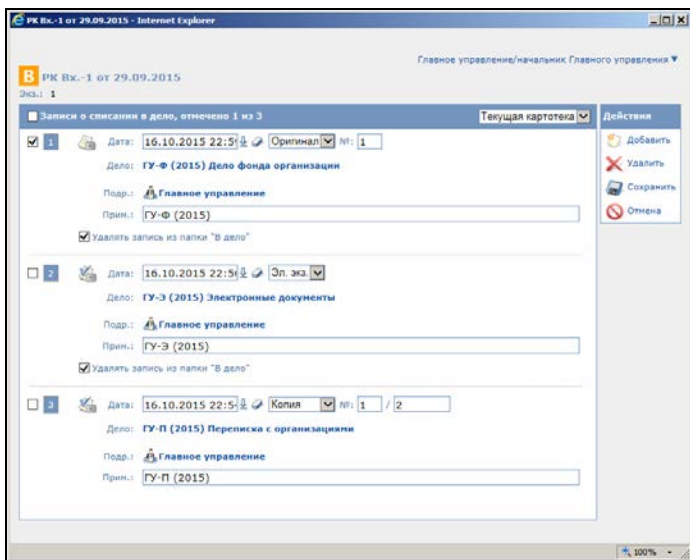 РК Вх.-1 от 29.09.2015 - Internet Explorer
Главное управление/начальник Главного управления ▼
В РК Вх.-1 от 29.09.2015
Экз.: 1
Записи о списании в дело, отмечено 1 из 3 Текущая картотека Действия
1 Дата: 16.10.2015 22:5 Оригинал №: 1
Добавить
Дело: ГУ-Ф (2015) Дело фонда организации
Удалить
Подр.: Главное управление
Сохранить
Прим.: ГУ-Ф (2015)
Отмена
Удалять запись из папки "В дело"
2 Дата: 16.10.2015 22:5 Эл. экз.
Дело: ГУ-Э (2015) Электронные документы
Подр.: Главное управление
Прим.: ГУ-Э (2015)
Удалять запись из папки "В дело"
3 Дата: 16.10.2015 22:5 Копия №: 1 / 2
Дело: ГУ-П (2015) Переписка с организациями
Подр.: Главное управление
Прим.: ГУ-П (2015)
100%